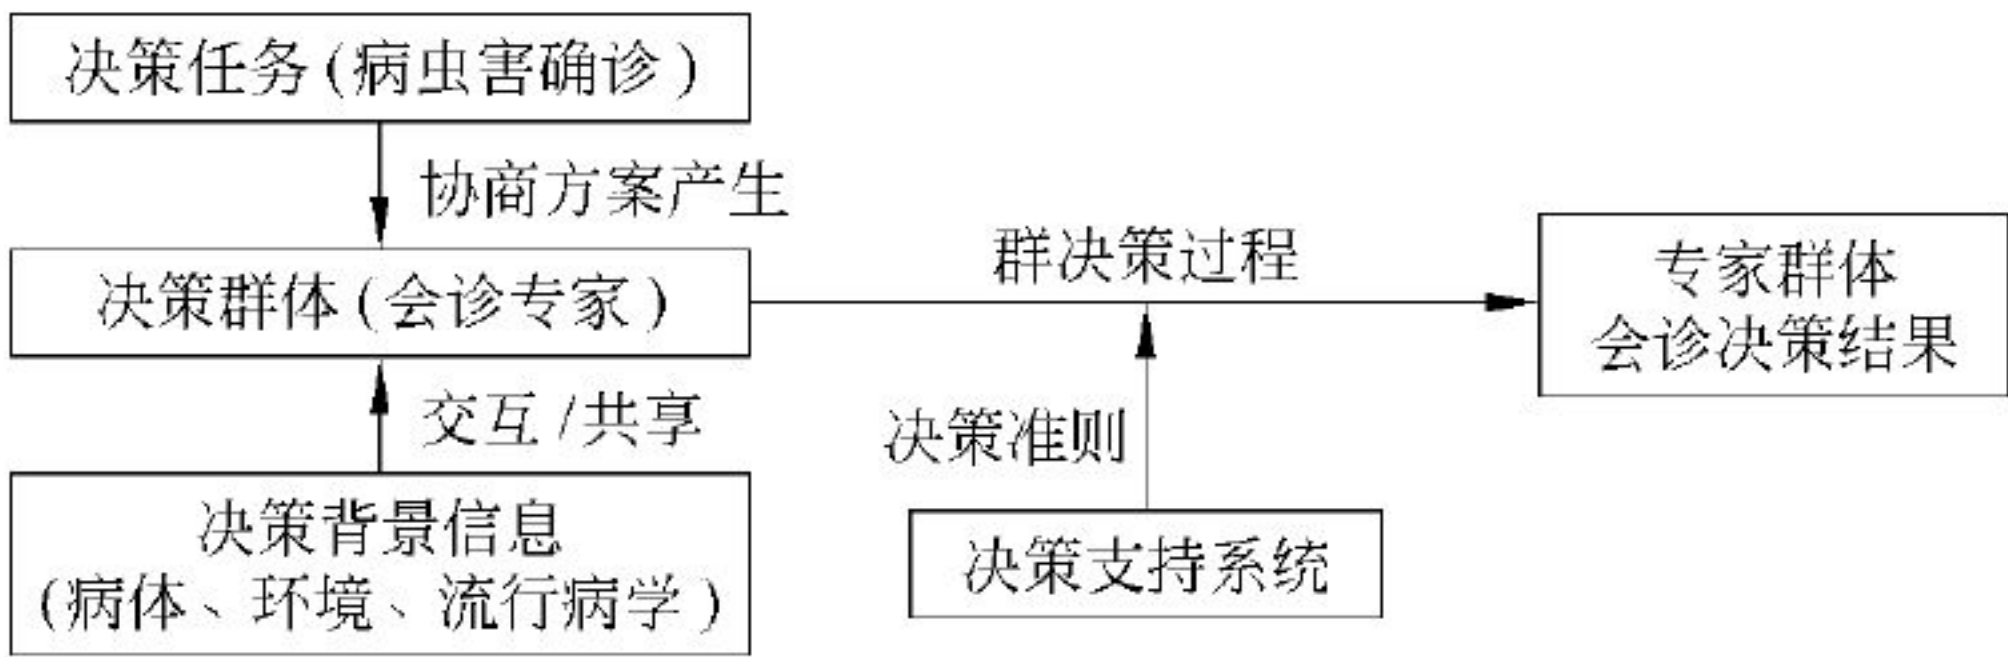 决策任务(病虫害确诊)
协商方案产生
决策群体(会诊专家)
群决策过程
专家群体
会诊决策结果
交互/共享
决策准则
决策背景信息
(病体、环境、流行病学)
决策支持系统